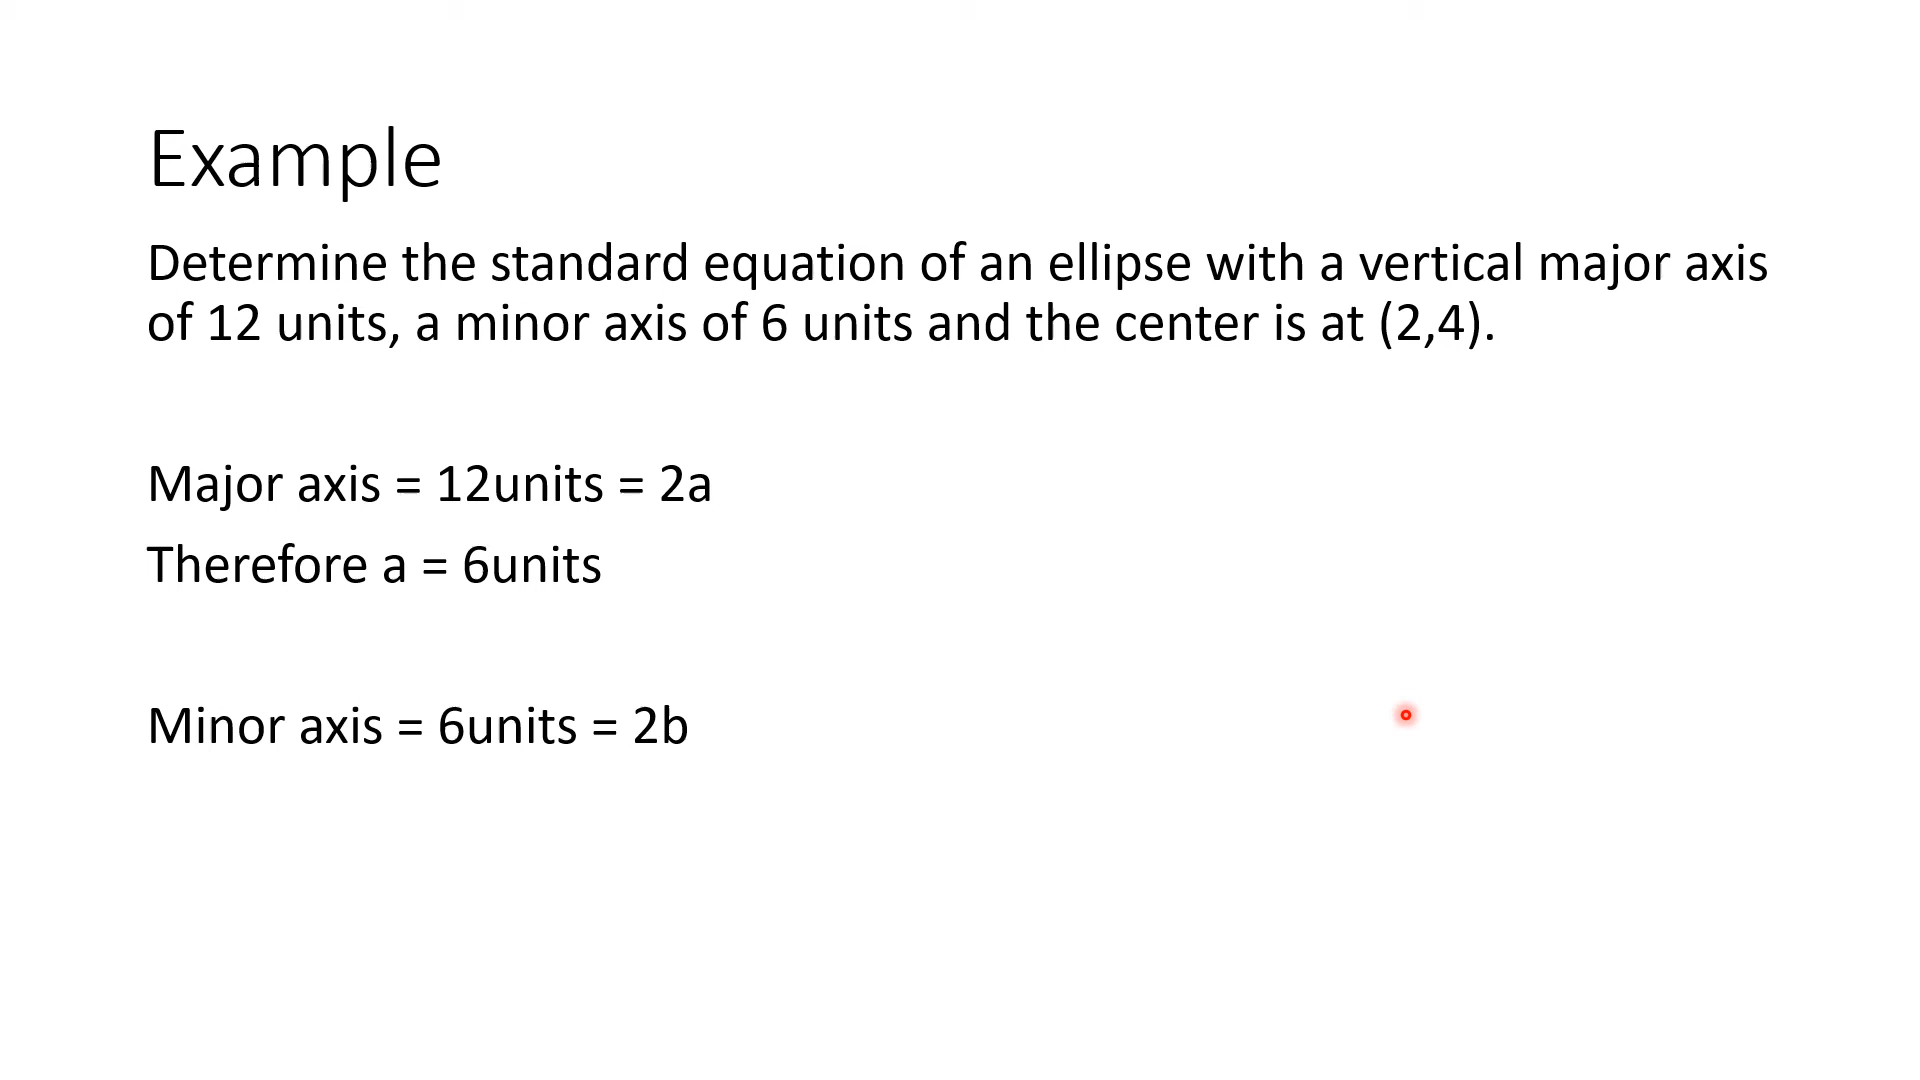 Example
Determine the standard equation of an ellipse with a vertical major axis
of 12 units, a minor axis of 6 units and the center is at (2,4).
Major axis = 12units = 2a
Therefore a = 6units
Minor axis = 6units = 2b